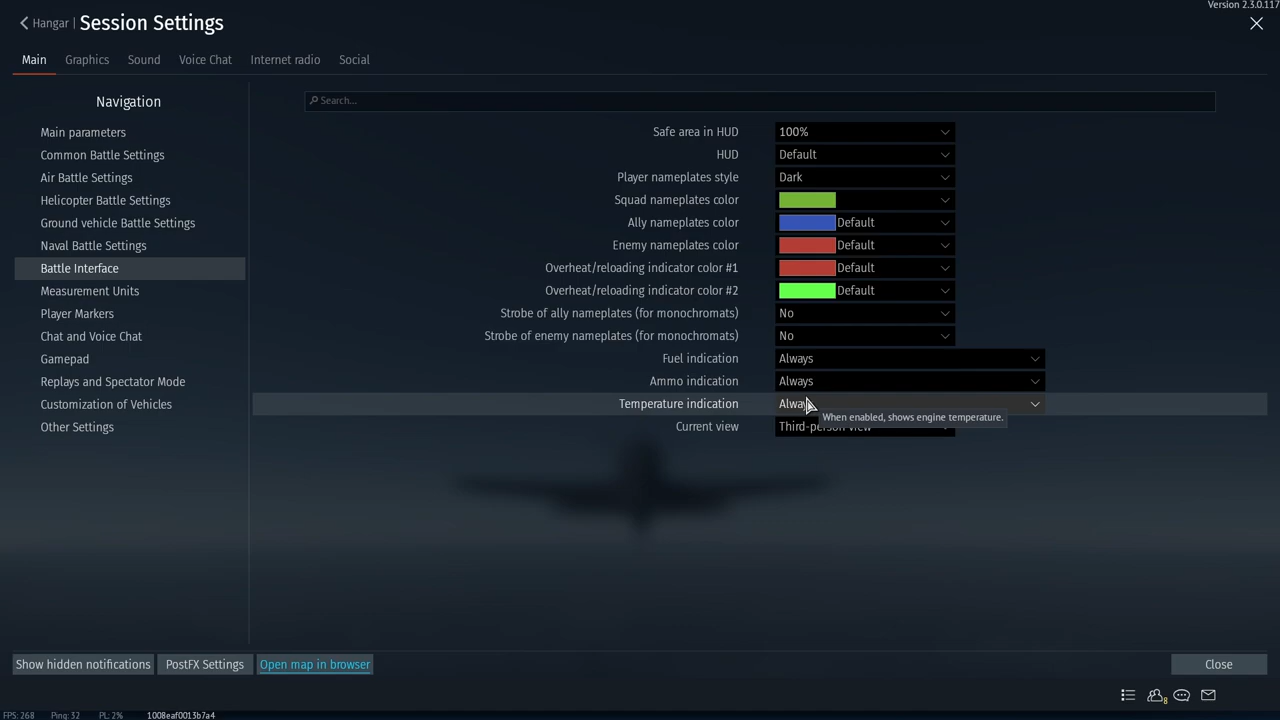 Version 2.3.0.117
Hangar | Session Settings
Main Graphics Sound Voice Chat Internet radio Social
Navigation
Main parameters
Common Battle Settings
Air Battle Settings
Helicopter Battle Settings
Ground vehicle Battle Settings
Naval Battle Settings
Battle Interface
Measurement Units
Player Markers
Chat and Voice Chat
Gamepad
Replays and Spectator Mode
Customization of Vehicles
Other Settings
Search...
Safe area in HUD 100%
HUD Default
Player nameplates style Dark
Squad nameplates color
Ally nameplates color Default
Enemy nameplates color Default
Overheat/reloading indicator color #1 Default
Overheat/reloading indicator color #2 Default
Strobe of ally nameplates (for monochromats) No
Strobe of enemy nameplates (for monochromats) No
Fuel indication Always
Ammo indication Always
Temperature indication Always
When enabled, shows engine temperature.
Current view Third-person view
Show hidden notifications PostFX Settings Open map in browser Close
8
FPS: 268 Ping: 32 PL: 2% 1008eaf0013b7a4